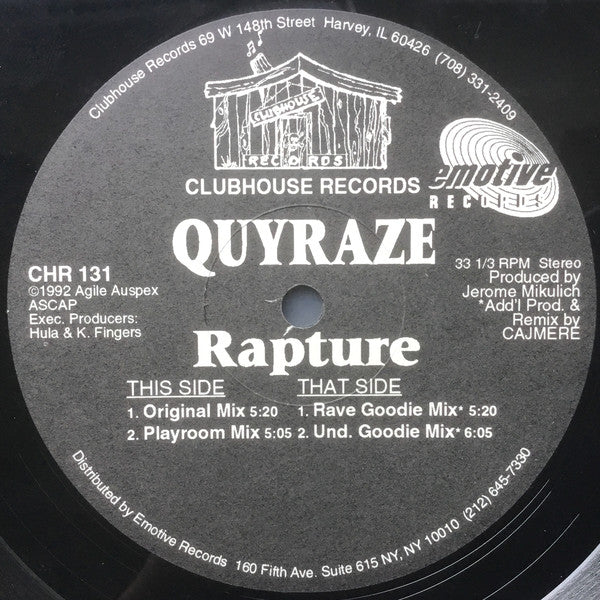 Clubhouse Records 69 W 148th Street Harvey, IL 60426 (708) 331-2409
CLUBHOUSE
RECORDS
CLUBHOUSE RECORDS
emotive
RECORDS
QUYRAZE
CHR 131
©1992 Agile Auspex
ASCAP
Exec. Producers:
Hula & K. Fingers
33 1/3 RPM Stereo
Produced by
Jerome Mikulich
*Add'l Prod. &
Remix by
CAJMERE
Rapture
THIS SIDE
1. Original Mix 5:20
2. Playroom Mix 5:05
THAT SIDE
1. Rave Goodie Mix* 5:20
2. Und. Goodie Mix* 6:05
Distributed by Emotive Records 160 Fifth Ave. Suite 615 NY, NY 10010 (212) 645-7330